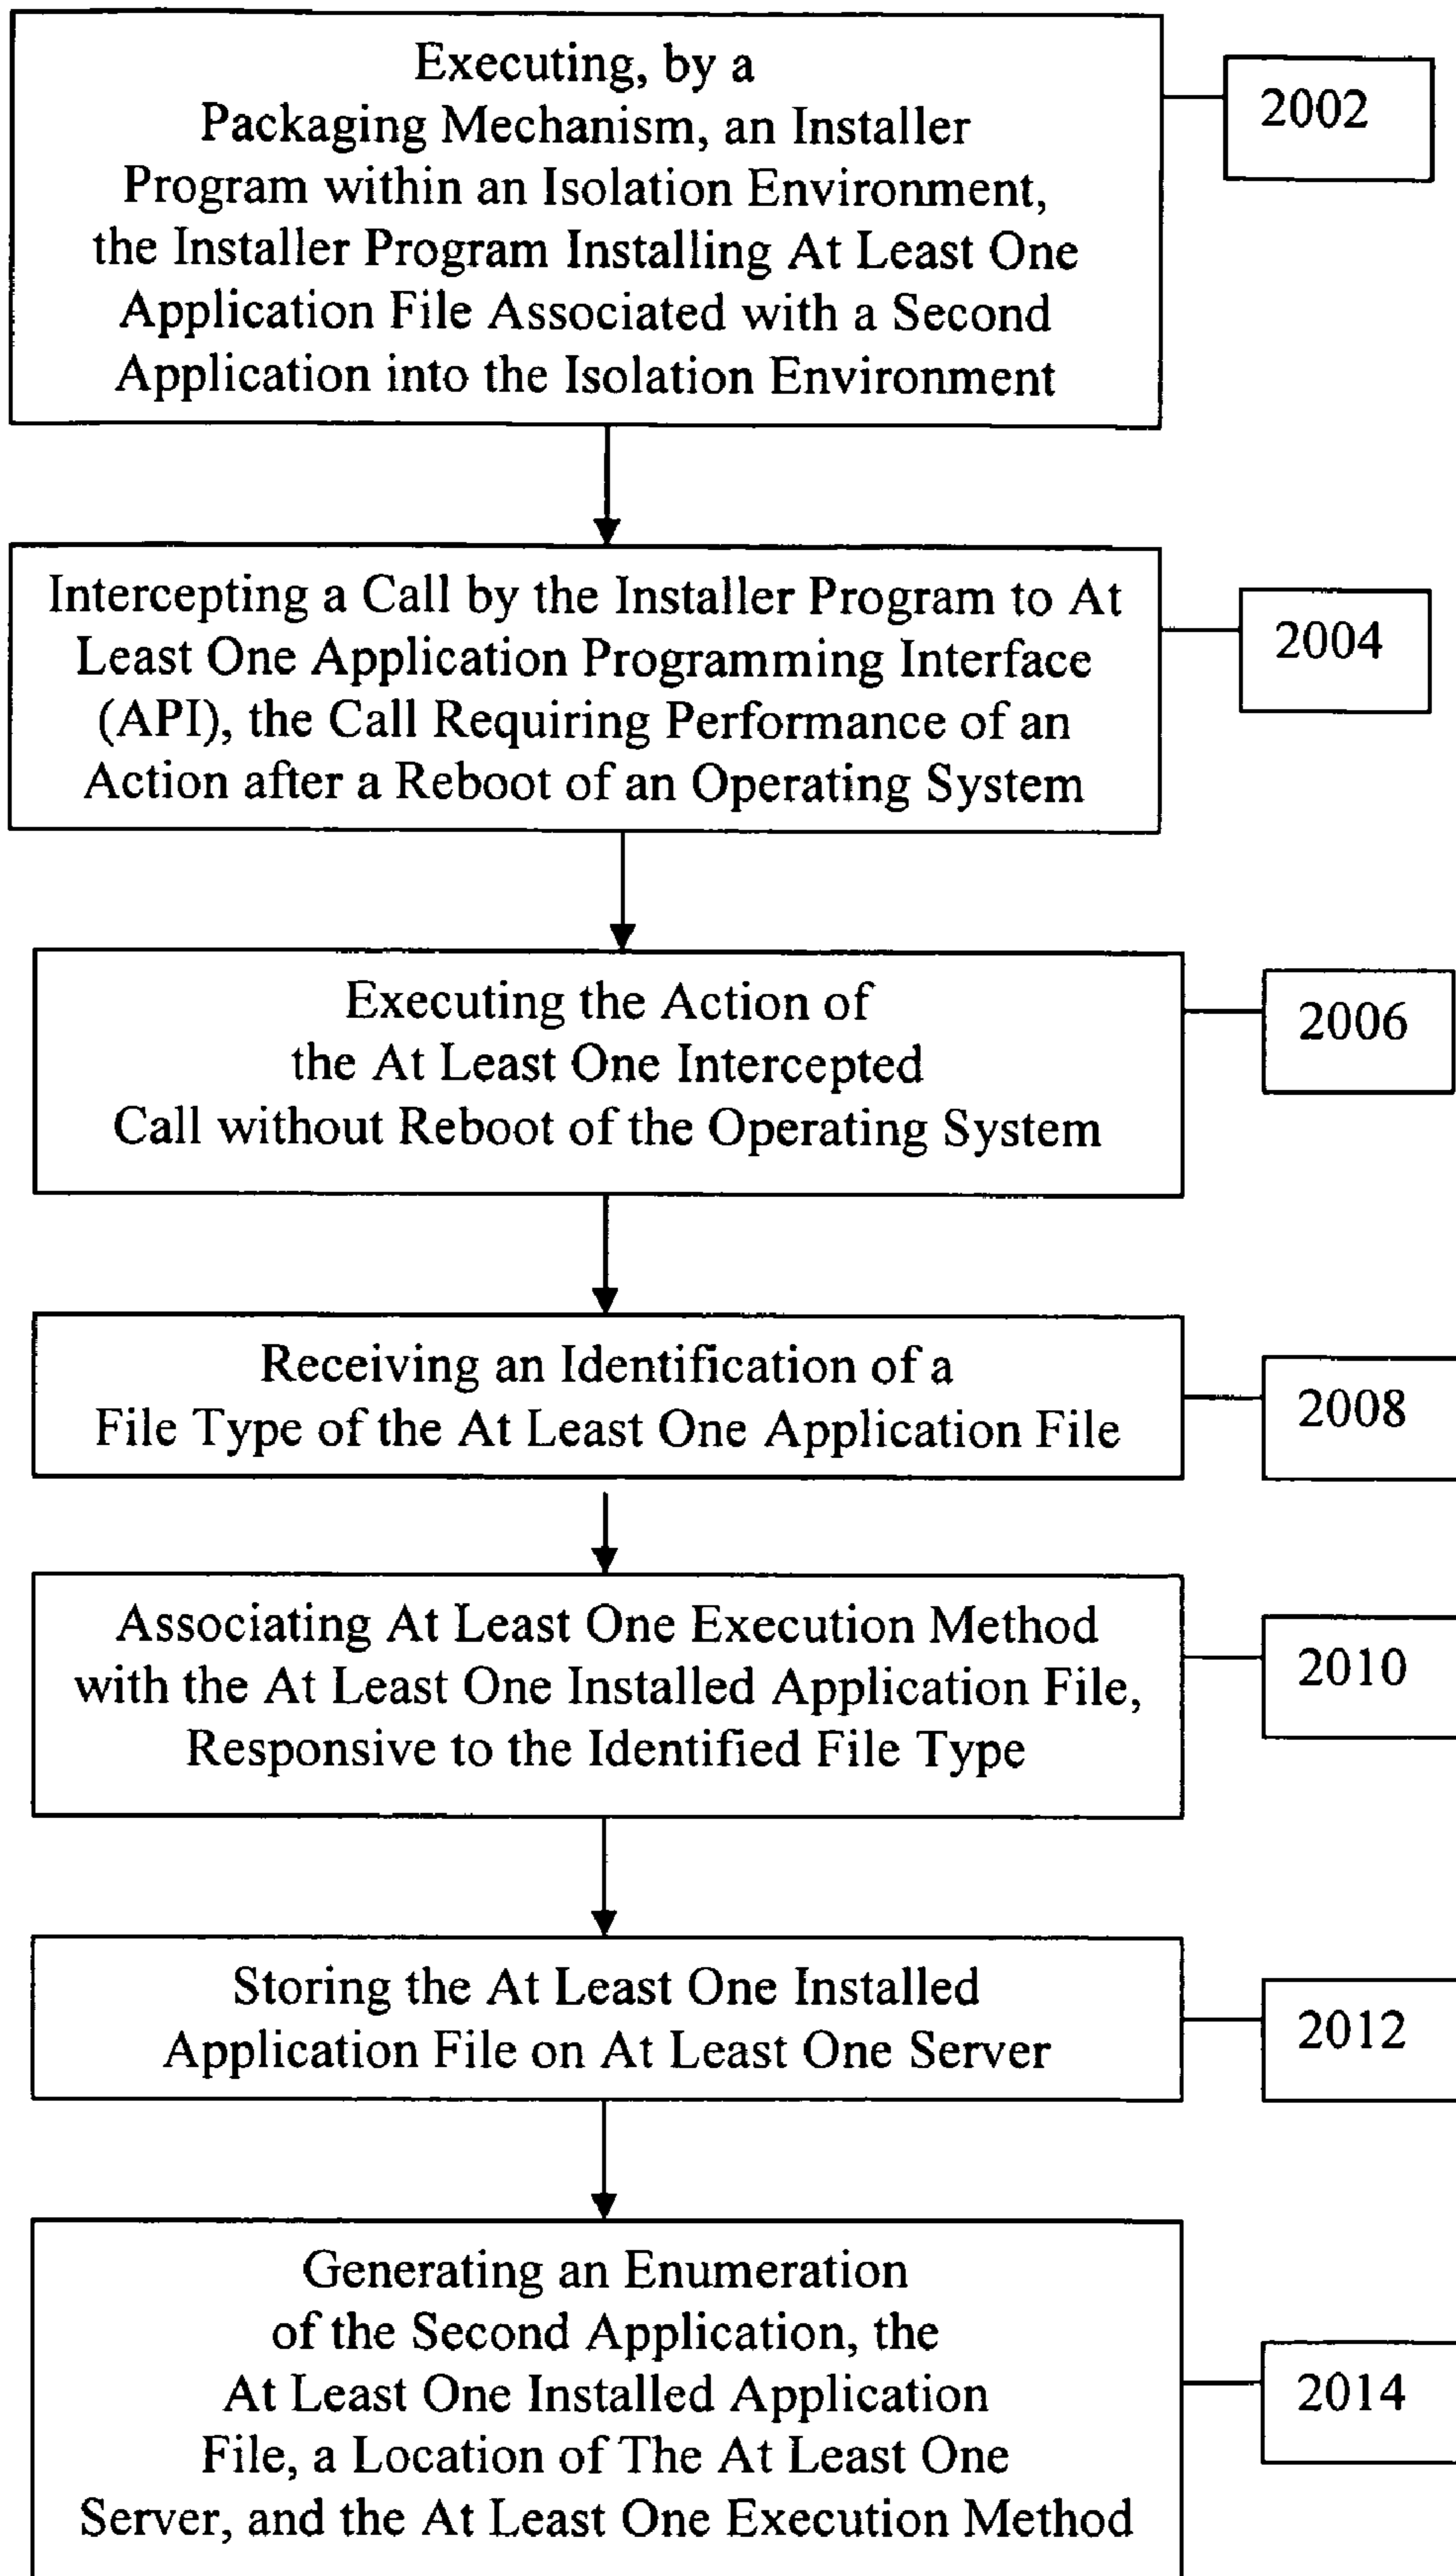 Executing, by a
Packaging Mechanism, an Installer
Program within an Isolation Environment,
the Installer Program Installing At Least One
Application File Associated with a Second
Application into the Isolation Environment
2002
Intercepting a Call by the Installer Program to At
Least One Application Programming Interface
(API), the Call Requiring Performance of an
Action after a Reboot of an Operating System
2004
Executing the Action of
the At Least One Intercepted
Call without Reboot of the Operating System
2006
Receiving an Identification of a
File Type of the At Least One Application File
2008
Associating At Least One Execution Method
with the At Least One Installed Application File,
Responsive to the Identified File Type
2010
Storing the At Least One Installed
Application File on At Least One Server
2012
Generating an Enumeration
of the Second Application, the
At Least One Installed Application
File, a Location of The At Least One
Server, and the At Least One Execution Method
2014